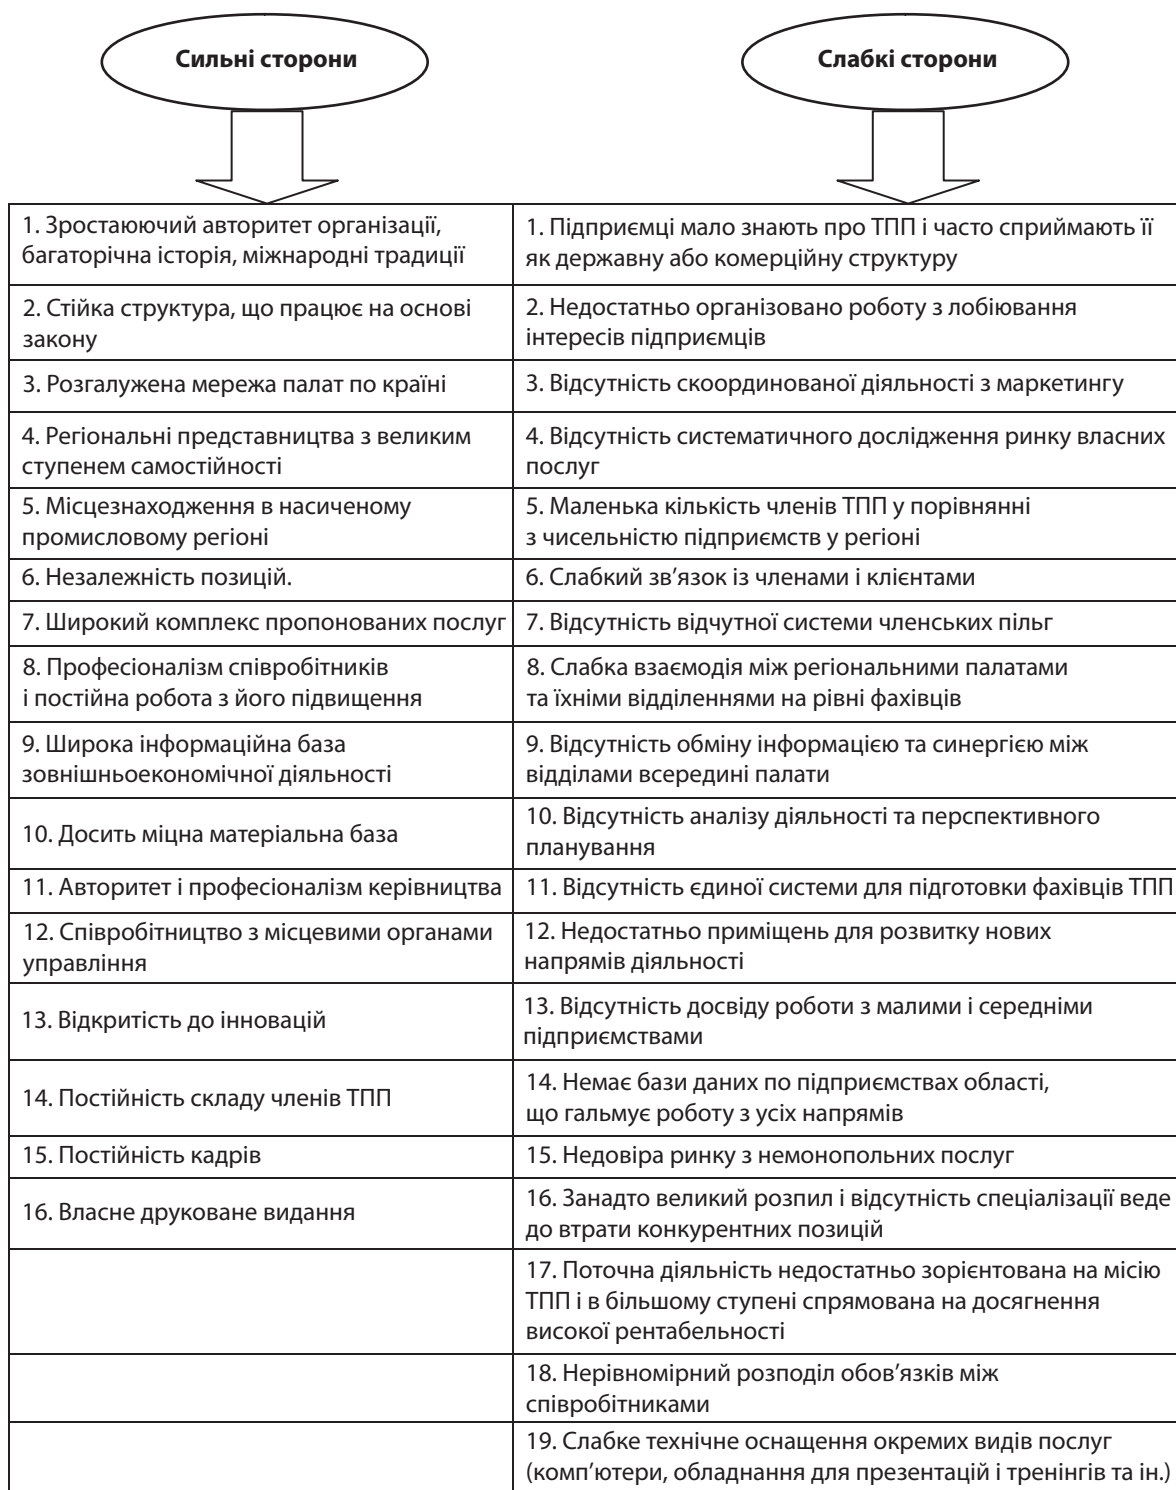 Сильні сторони
Слабкі сторони
1. Зростаюючий авторитет організації,
багаторічна історія, міжнародні традиції
1. Підприємці мало знають про ТПП і часто сприймають її
як державну або комерційну структуру
2. Стійка структура, що працює на основі
закону
2. Недостатньо організовано роботу з лобіювання
інтересів підприємців
3. Розгалужена мережа палат по країні
3. Відсутність скоординованої діяльності з маркетингу
4. Регіональні представництва з великим
ступенем самостійності
4. Відсутність систематичного дослідження ринку власних
послуг
5. Місцезнаходження в насиченому
промисловому регіоні
5. Маленька кількість членів ТПП у порівнянні
з чисельністю підприємств у регіоні
6. Незалежність позицій.
6. Слабкий зв’язок із членами і клієнтами
7. Широкий комплекс пропонованих послуг
7. Відсутність відчутної системи членських пільг
8. Професіоналізм співробітників
і постійна робота з його підвищення
8. Слабка взаємодія між регіональними палатами
та їхніми відділеннями на рівні фахівців
9. Широка інформаційна база
зовнішньоекономічної діяльності
9. Відсутність обміну інформацією та синергією між
відділами всередині палати
10. Досить міцна матеріальна база
10. Відсутність аналізу діяльності та перспективного
планування
11. Авторитет і професіоналізм керівництва
11. Відсутність єдиної системи для підготовки фахівців ТПП
12. Співробітництво з місцевими органами
управління
12. Недостатньо приміщень для розвитку нових
напрямів діяльності
13. Відкритість до інновацій
13. Відсутність досвіду роботи з малими і середніми
підприємствами
14. Постійність складу членів ТПП
14. Немає бази даних по підприємствах області,
що гальмує роботу з усіх напрямів
15. Постійність кадрів
15. Недовіра ринку з немонопольних послуг
16. Власне друковане видання
16. Занадто великий розпил і відсутність спеціалізації веде
до втрати конкурентних позицій
17. Поточна діяльність недостатньо зорієнтована на місію
ТПП і в більшому ступені спрямована на досягнення
високої рентабельності
18. Нерівномірний розподіл обов’язків між
співробітниками
19. Слабке технічне оснащення окремих видів послуг
(комп’ютери, обладнання для презентацій і тренінгів та ін.)